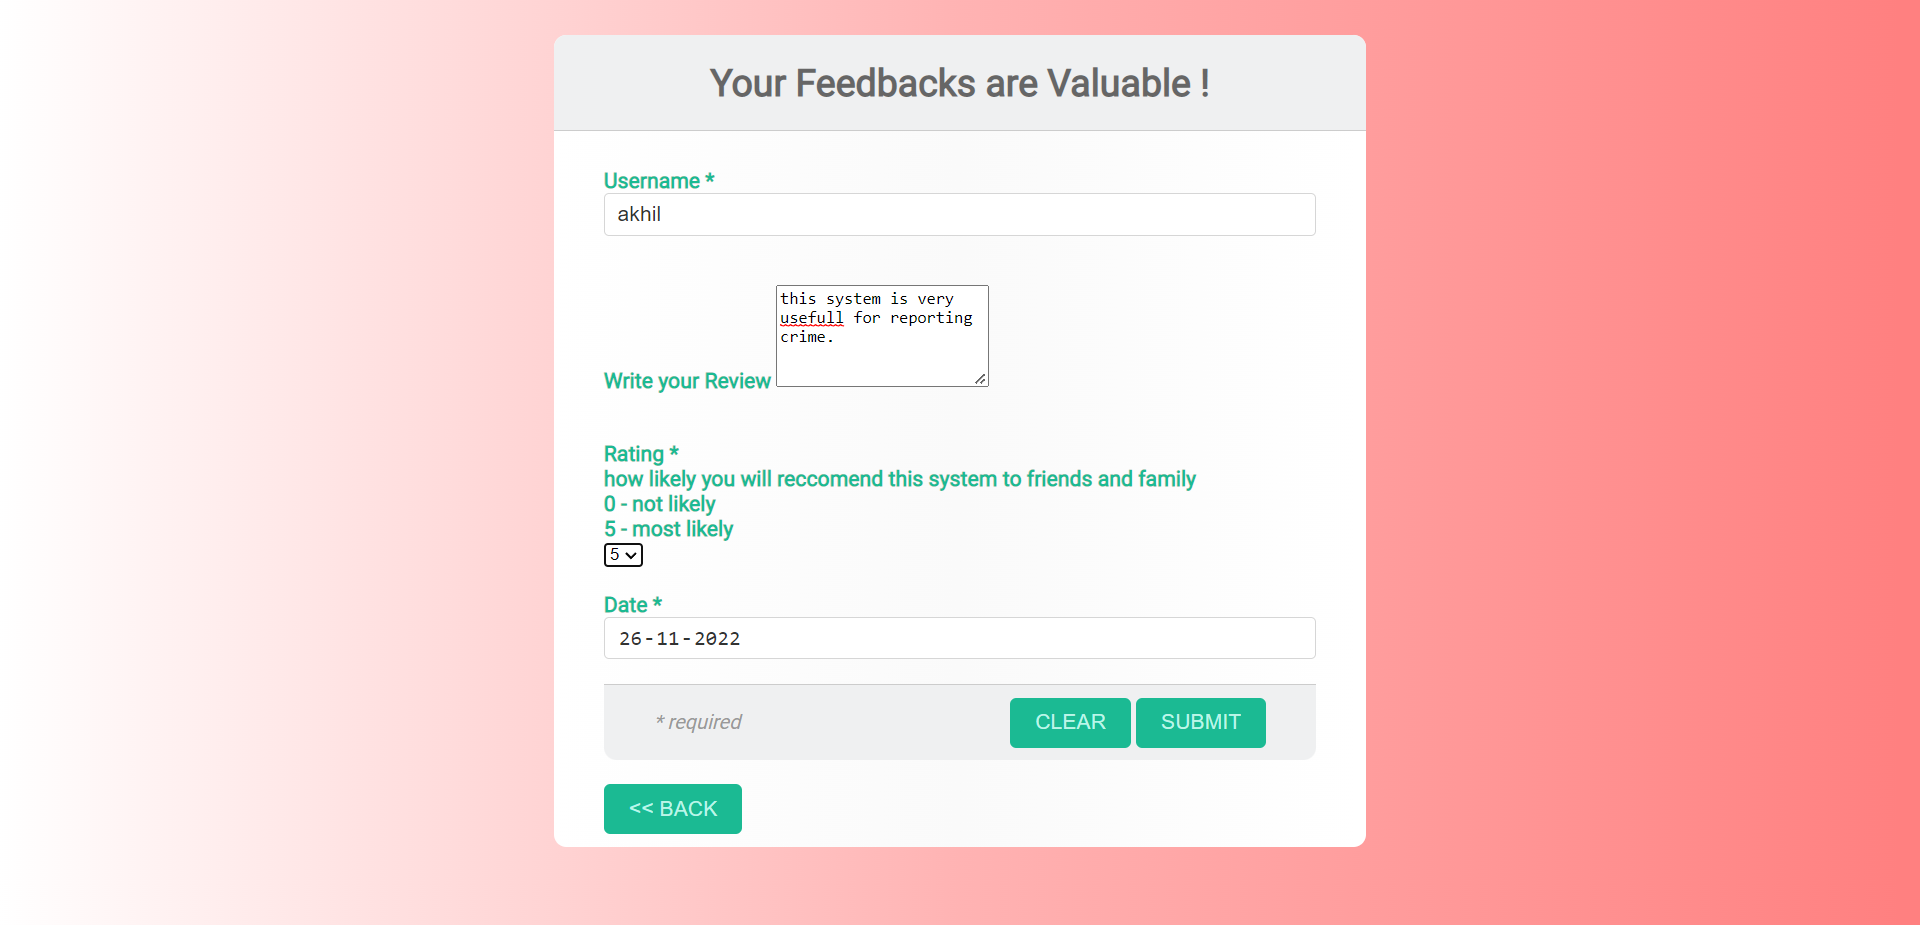 Your Feedbacks are Valuable !
Username *
akhil
this system is very
usefull for reporting
crime.
Write your Review
Rating *
how likely you will reccomend this system to friends and family
0 - not likely
5 - most likely
5
Date *
26-11-2022
* required
CLEAR
SUBMIT
<< BACK